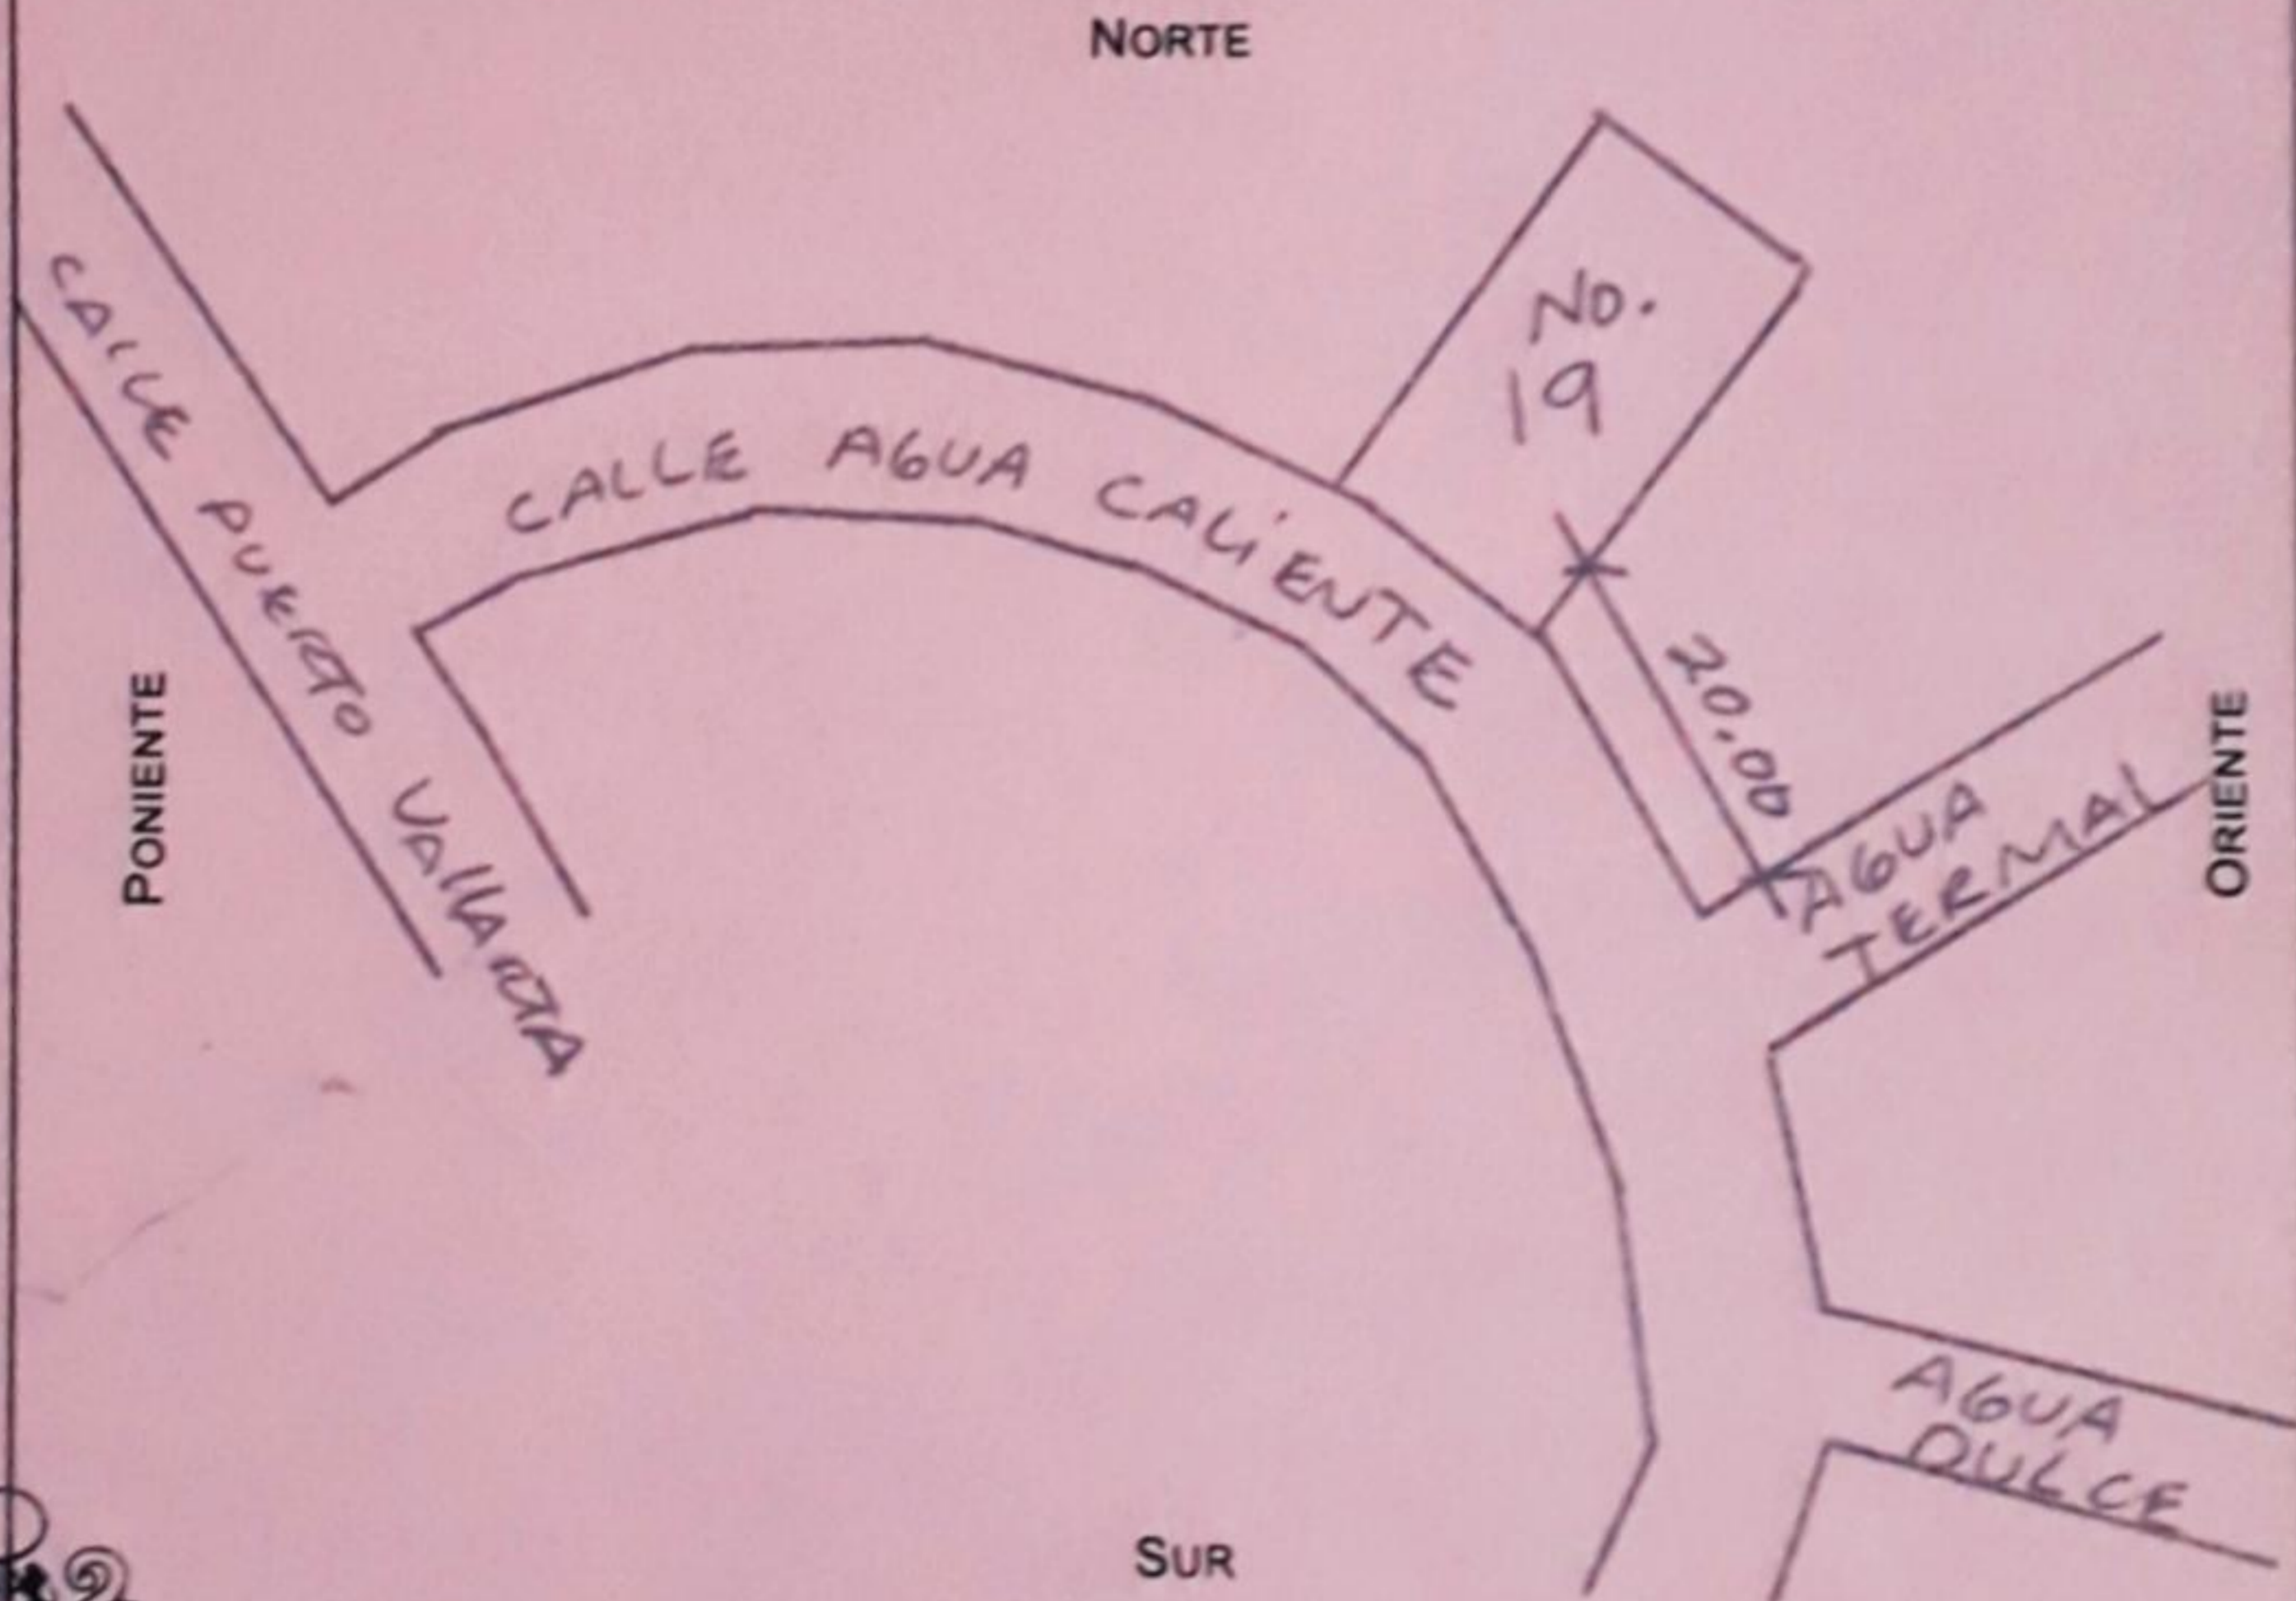 NORTE
No.
19
CALLE PUERTO VALLARTA
CALLE AGUA CALIENTE
20.00
PONIENTE
ORIENTE
AGUA
TERMAL
AGUA
DULCE
SUR